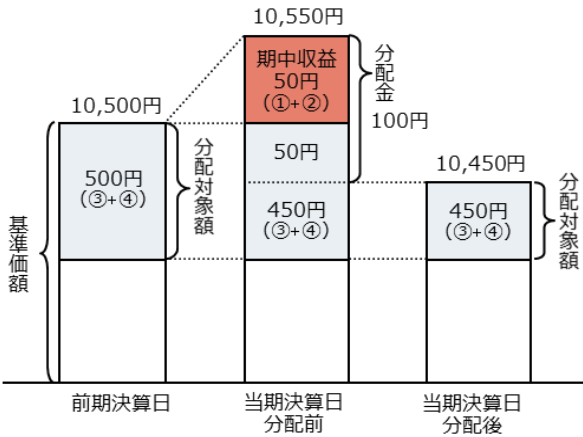 10,550円
期中収益
50円
(①+②)
分配金
100円
10,500円
500円
(③+④)
分配対象額
50円
450円
(③+④)
10,450円
450円
(③+④)
分配対象額
基準価額
前期決算日
当期決算日
分配前
当期決算日
分配後